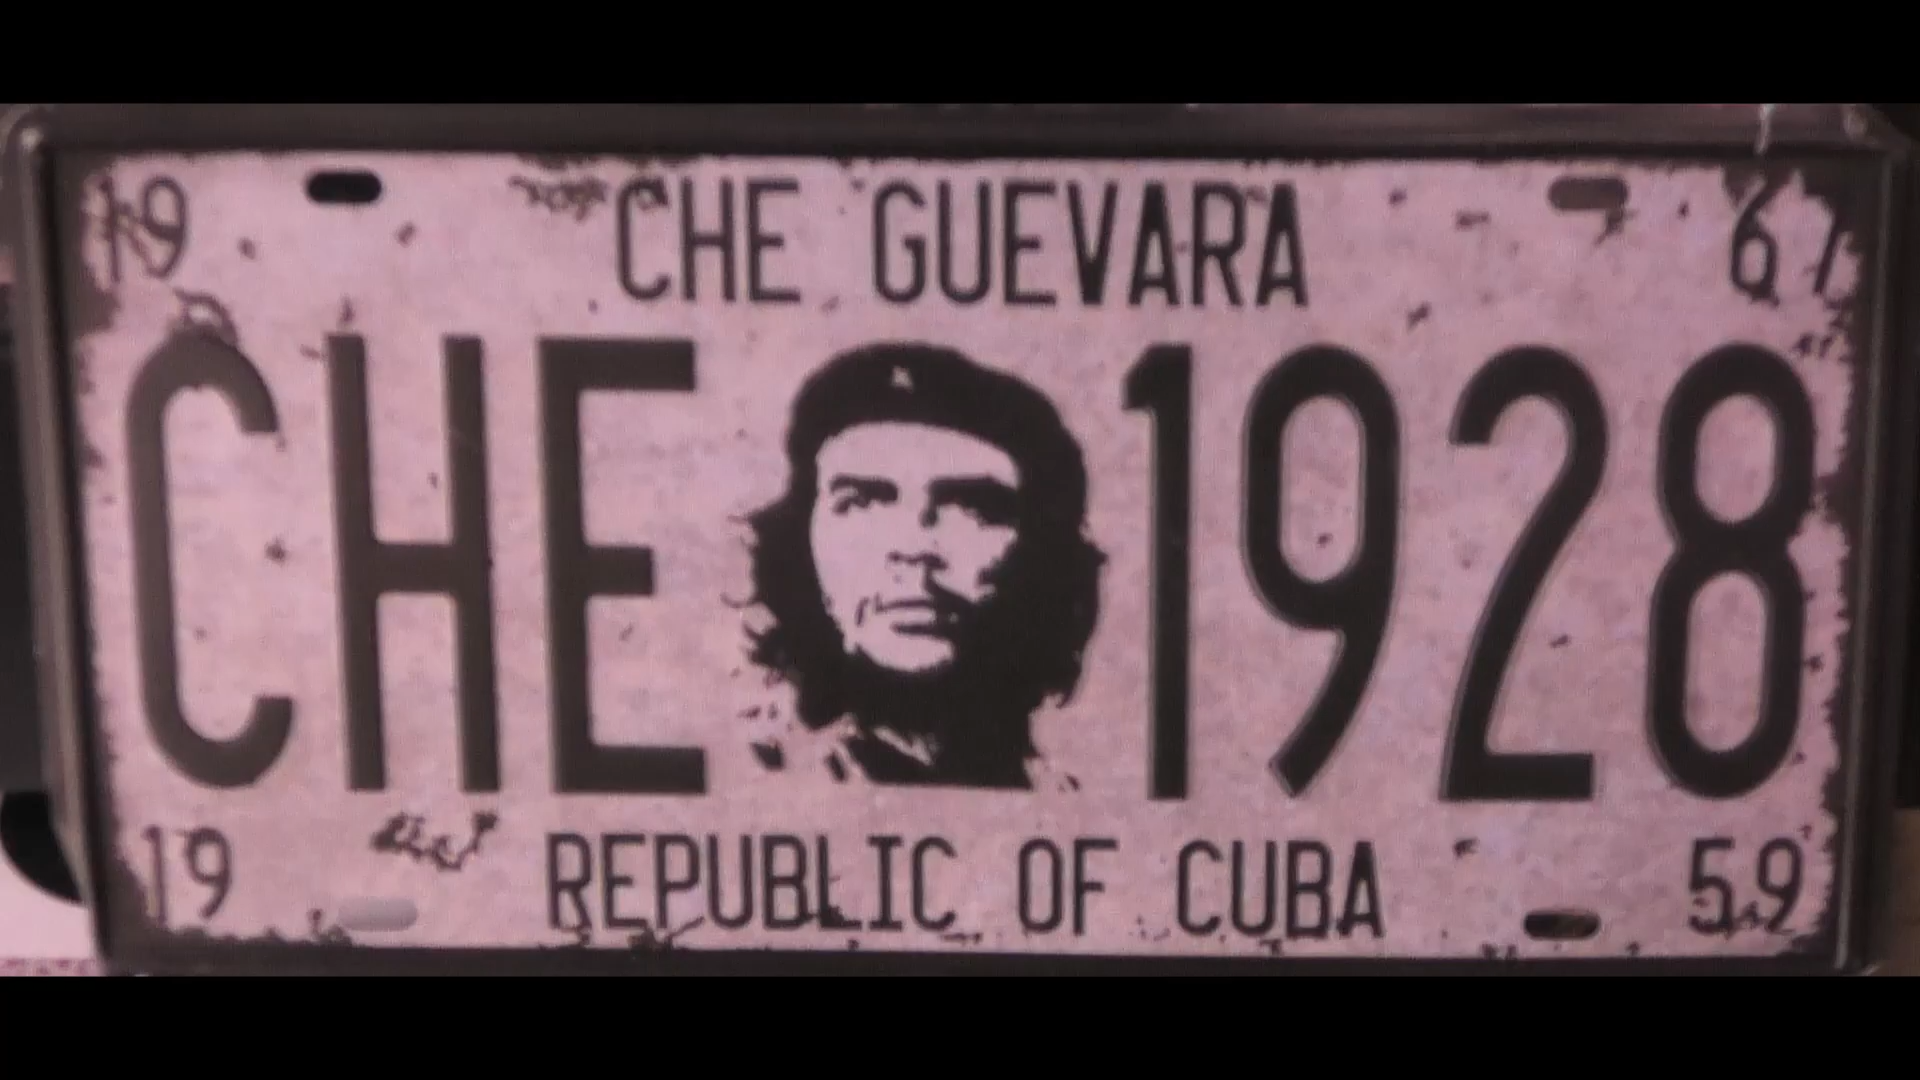 19 CHE GUEVARA 67
CHE 1928
19 REPUBLIC OF CUBA 59